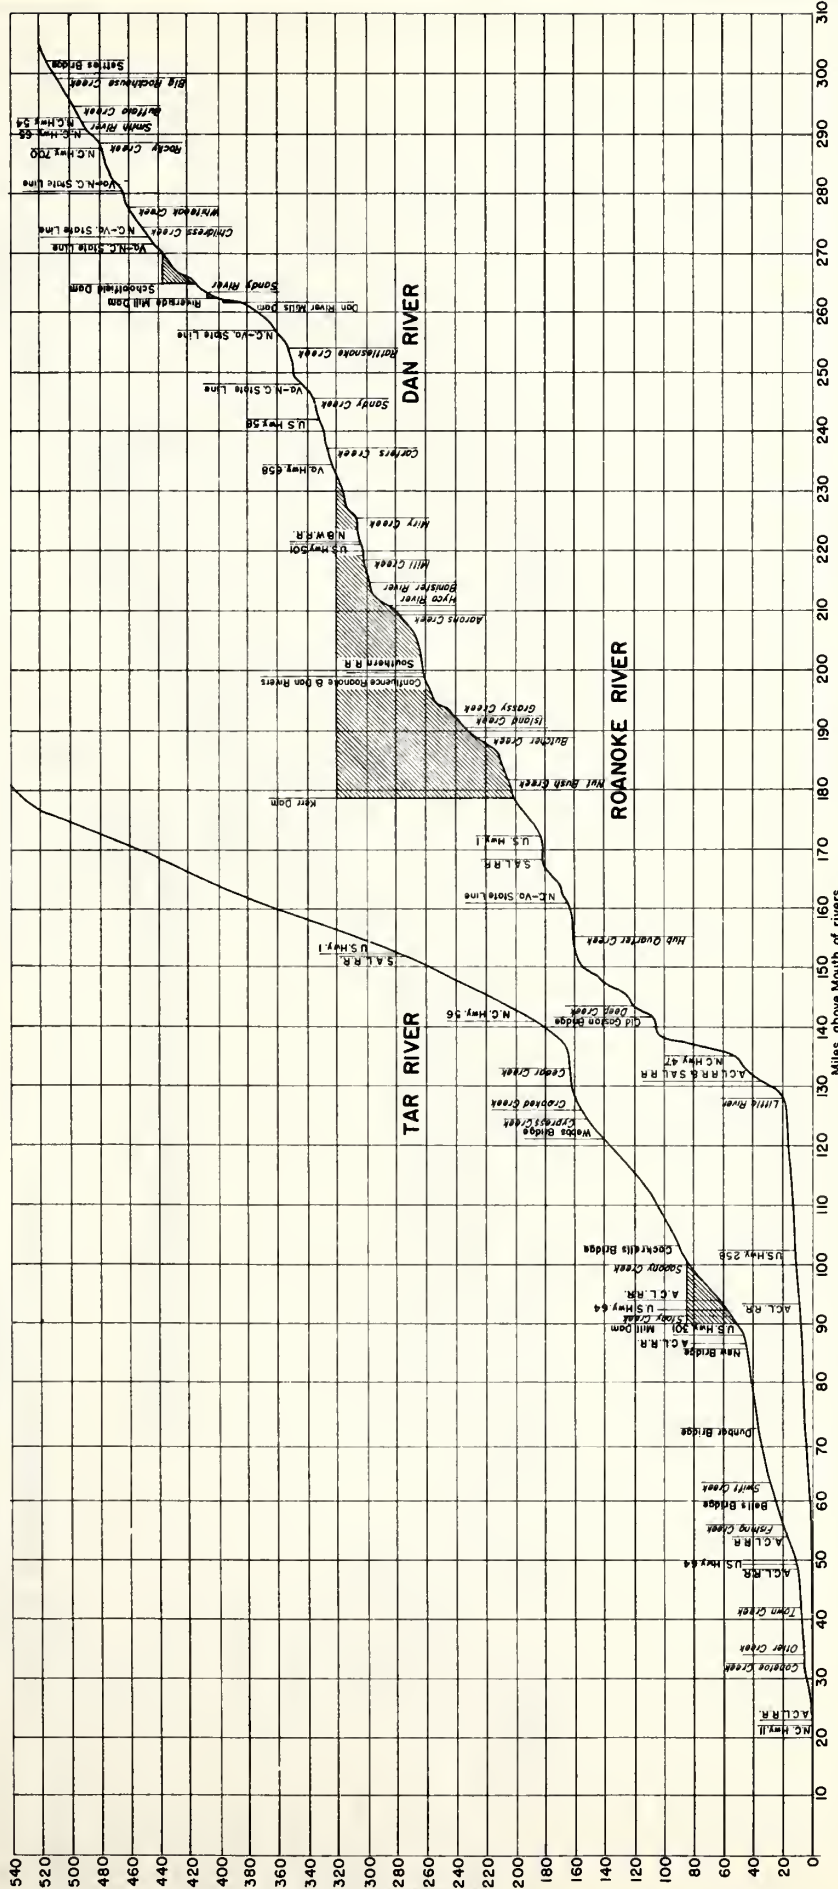 540
520
500
480
460
440
420
400
380
360
340
320
300
280
260
240
220
200
180
160
140
120
100
80
60
40
20
0
TAR RIVER
N.C. Hwy. 11
A.C.L.R.R.
Conetoe Creek
Otter Creek
Town Creek
A.C.L.R.R.
U.S. Hwy. 64
A.C.L.R.R.
Fishing Creek
Bells Bridge
Swift Creek
Dunbar Bridge
New Bridge
A.C.L.R.R.
U.S. Hwy. 301
Mill Dam
Stony Creek
U.S. Hwy. 64
A.C.L.R.R.
Sapony Creek
Cockrells Bridge
Webbs Bridge
Cypress Creek
Crooked Creek
Cedar Creek
N.C. Hwy. 56
S.A.L.R.R.
U.S. Hwy. 1
ROANOKE RIVER
A.C.L.R.R.
U.S. Hwy. 258
Little River
A.C.L.R.R. & S.A.L.R.R.
N.C. Hwy 47
Old Gaston Bridge
Deep Creek
Hub Quarter Creek
N.C.-Va. State Line
S.A.L.R.R.
U.S. Hwy. 1
Kerr Dam
Nut Bush Creek
Butcher Creek
Island Creek
Grassy Creek
Confluence Roanoke & Dan Rivers
Southern R.R.
DAN RIVER
Aarons Creek
Hyco River
Banister River
Mill Creek
U.S. Hwy. 501
N.&W.R.R.
Miry Creek
Va. Hwy. 658
Carters Creek
U.S. Hwy. 58
Sandy Creek
Va.-N.C. State Line
Rattlesnake Creek
N.C.-Va. State Line
Dan River Mills Dam
Riverside Mill Dam
Sandy River
Schoolfield Dam
Va.-N.C. State Line
N.C.-Va. State Line
Childress Creek
Whiteoak Creek
Va.-N.C. State Line
N.C. Hwy. 700
Rocky Creek
N.C. Hwy. 65
Smith River
N.C. Hwy. 54
Buffalo Creek
Big Rockhouse Creek
Settles Bridge
10
20
30
40
50
60
70
80
90
100
110
120
130
140
150
160
170
180
190
200
210
220
230
240
250
260
270
280
290
300
310
Miles above Mouth of rivers